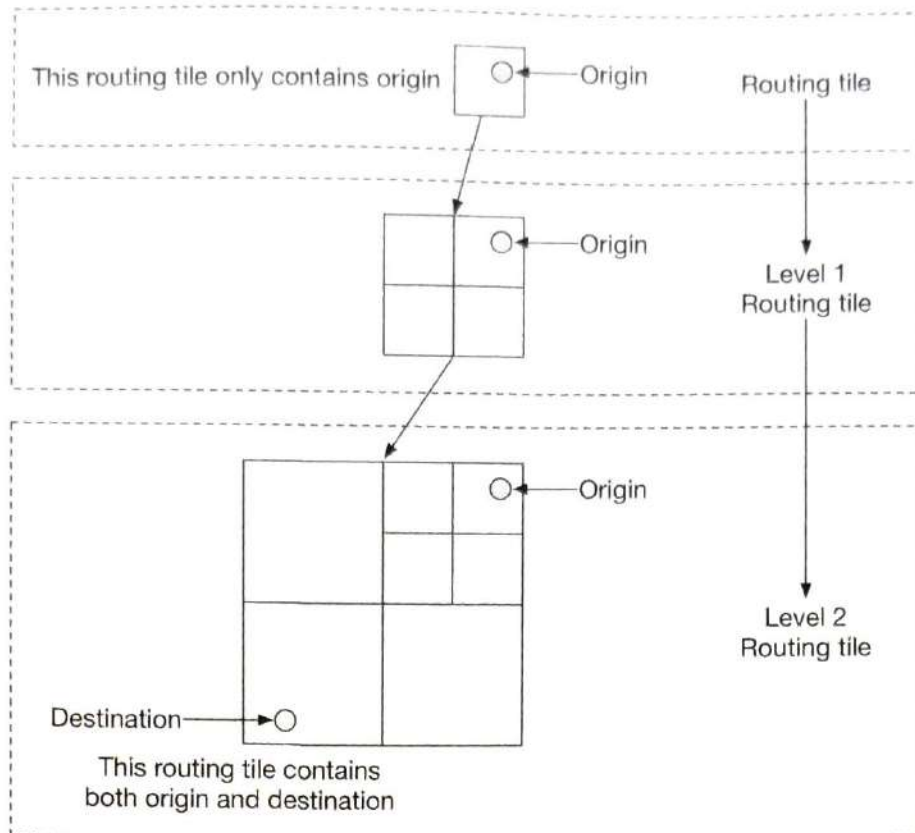 This routing tile only contains origin
Origin
Routing tile
Origin
Level 1
Routing tile
Origin
Level 2
Routing tile
Destination
This routing tile contains
both origin and destination